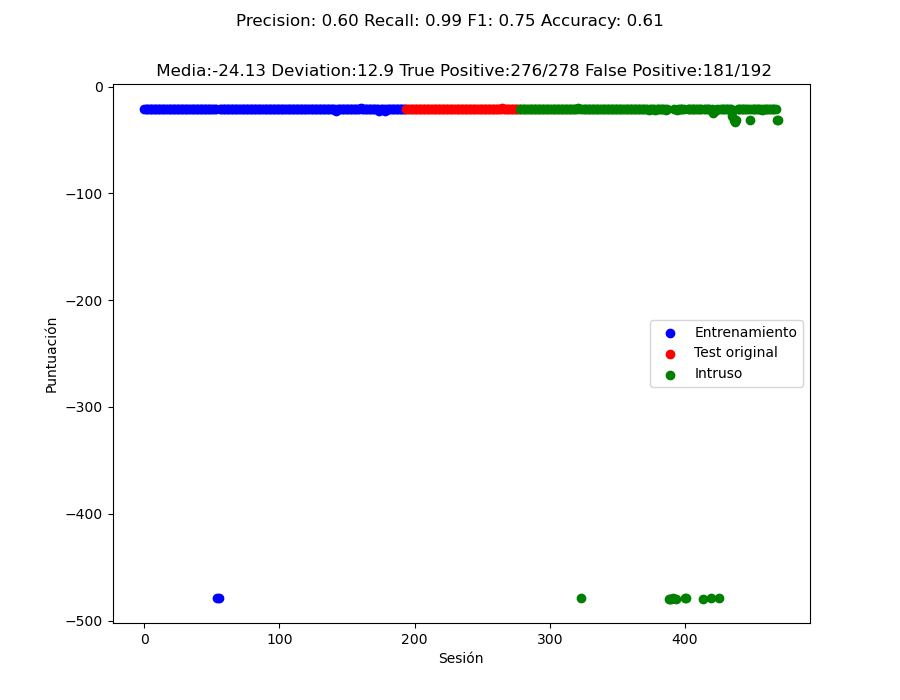 Precision: 0.60 Recall: 0.99 F1: 0.75 Accuracy: 0.61
Media:-24.13 Deviation:12.9 True Positive:276/278 False Positive:181/192
0
−100
−200
−300
−400
−500
Puntuación
Entrenamiento
Test original
Intruso
0 100 200 300 400
Sesión